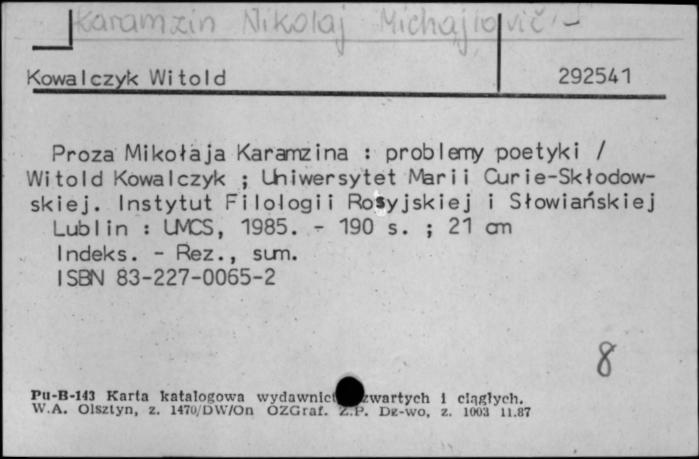 Karamzin Nikolaj Michajlovič -
Kowalczyk Witold 292541
Proza Mikołaja Karamzina : problemy poetyki /
Witold Kowalczyk ; Uniwersytet Marii Curie-Skłodow-
skiej. Instytut Filologii Rosyjskiej i Słowiańskiej
Lublin : UMCS, 1985. - 190 s. ; 21 cm
Indeks. - Rez., sum.
ISBN 83-227-0065-2
8
Pu-B-143 Karta katalogowa wydawnict zwartych i ciągłych.
W.A. Olsztyn, z. 1470/DW/On OZGraf. Z.P. Dz-wo, z. 1003 11.87